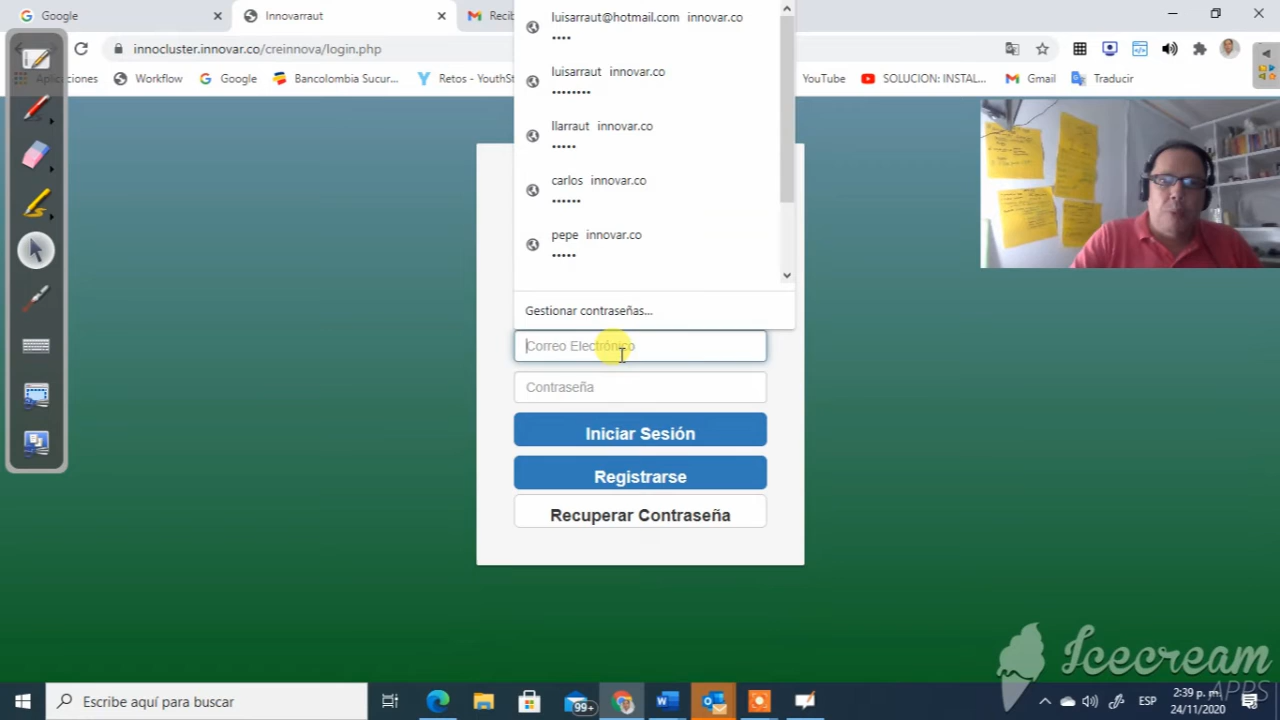 Google
Innovarraut
Recib
innocluster.innovar.co/creinnova/login.php
Aplicaciones
Workflow
Google
Bancolombia Sucur...
Retos - YouthSt
YouTube
SOLUCION: INSTAL...
Gmail
Traducir
luisarraut@hotmail.com innovar.co
••••
luisarraut innovar.co
••••••••
llarraut innovar.co
•••••
carlos innovar.co
••••••
pepe innovar.co
•••••
Gestionar contraseñas...
Correo Electrónico
Contraseña
Iniciar Sesión
Registrarse
Recuperar Contraseña
Icecream
APPS
Escribe aquí para buscar
99+
ESP
2:39 p. m.
24/11/2020